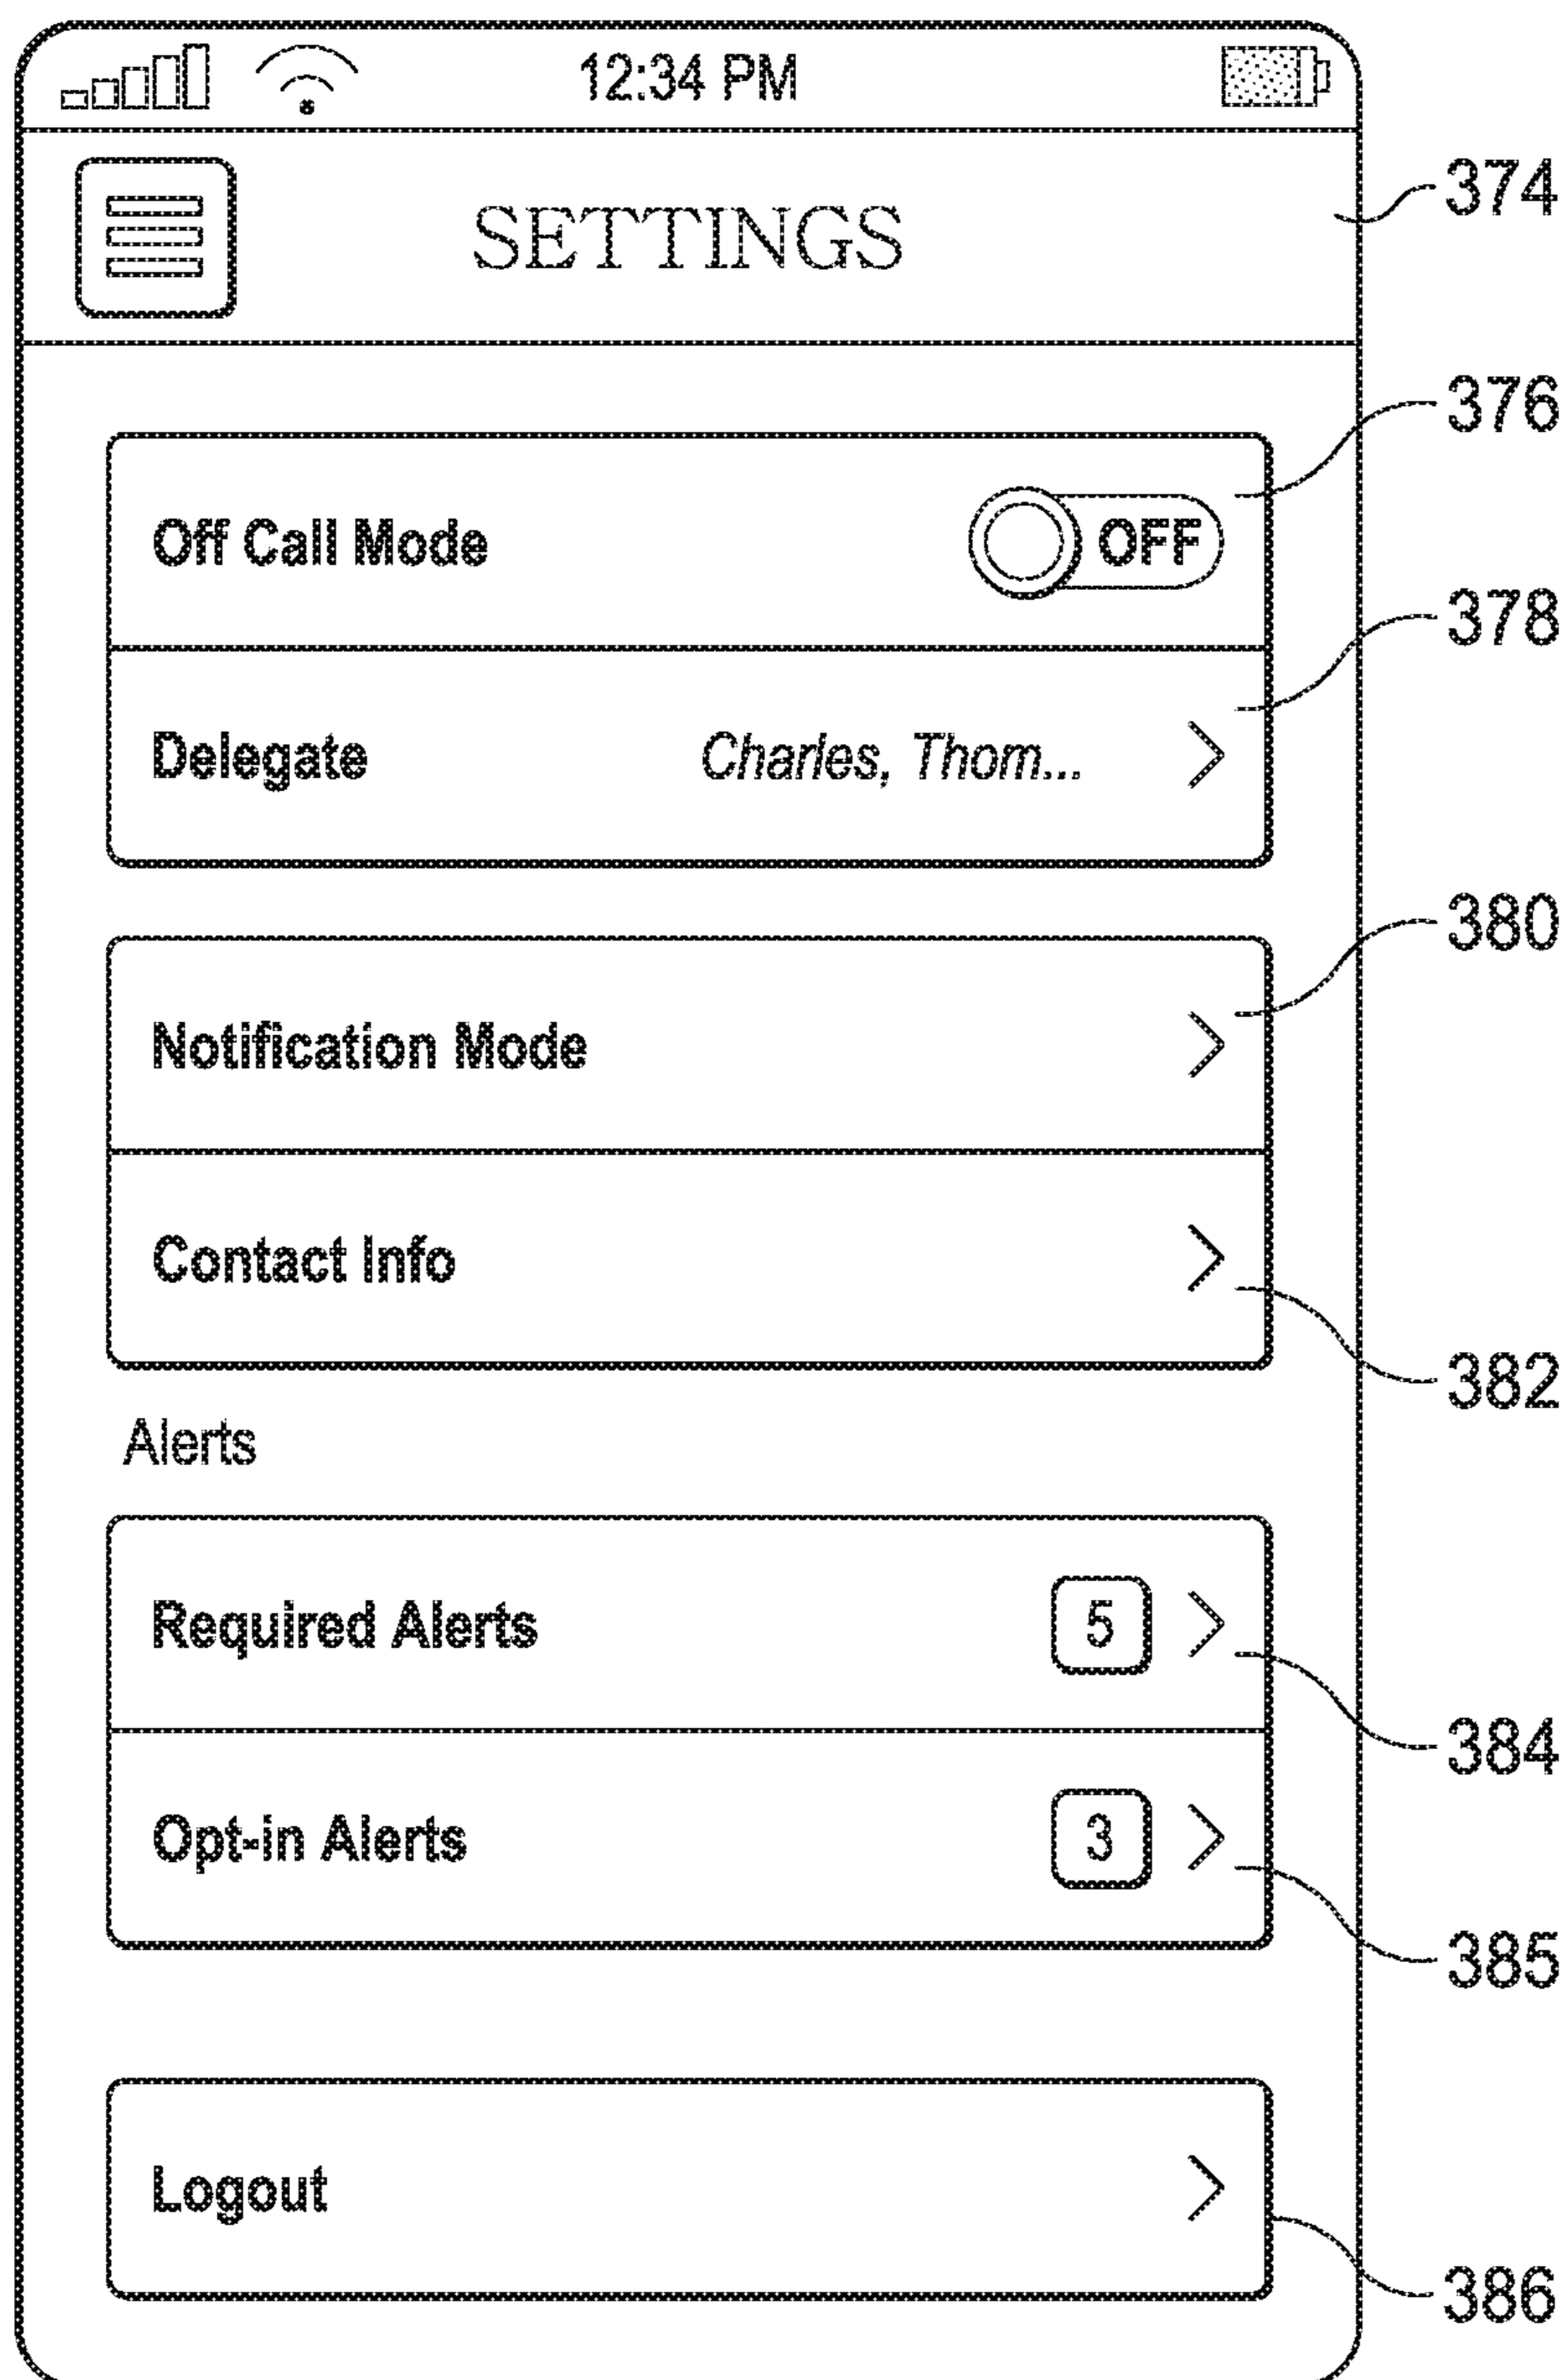 12:34 PM
SETTINGS
374
376
Off Call Mode OFF
378
Delegate Charles, Thom...
380
Notification Mode
Contact Info
382
Alerts
Required Alerts 5
384
Opt-in Alerts 3
385
Logout
386